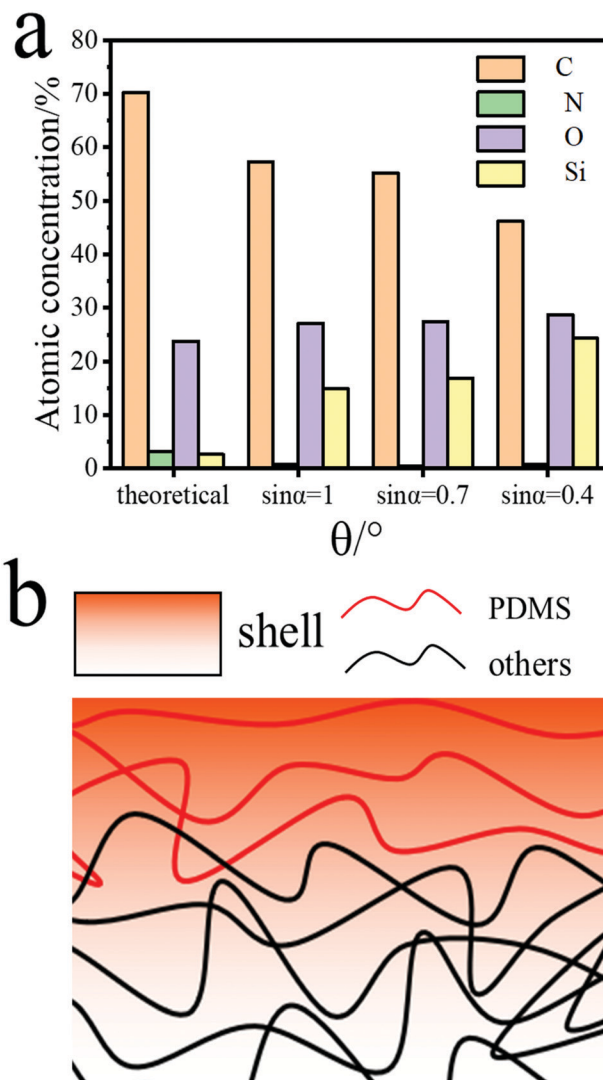 a
Atomic concentration/%
80
70
60
50
40
30
20
10
0
C
N
O
Si
theoretical sinα=1 sinα=0.7 sinα=0.4
θ/°
b
shell
PDMS
others